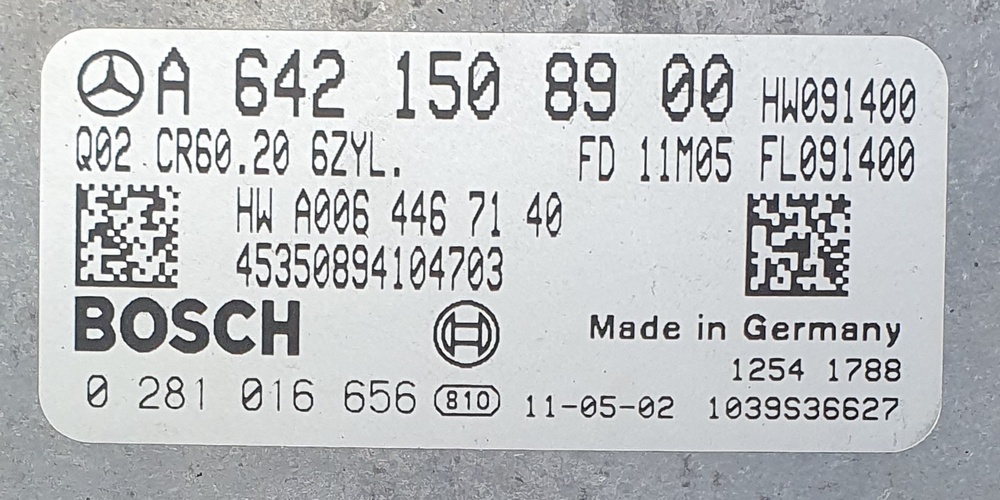 A 642 150 89 00 HW091400
Q02 CR60.20 6ZYL. FD 11M05 FL091400
HW A006 446 71 40
45350894104703
BOSCH
Made in Germany
1254 1788
0 281 016 656 810 11-05-02 1039S36627